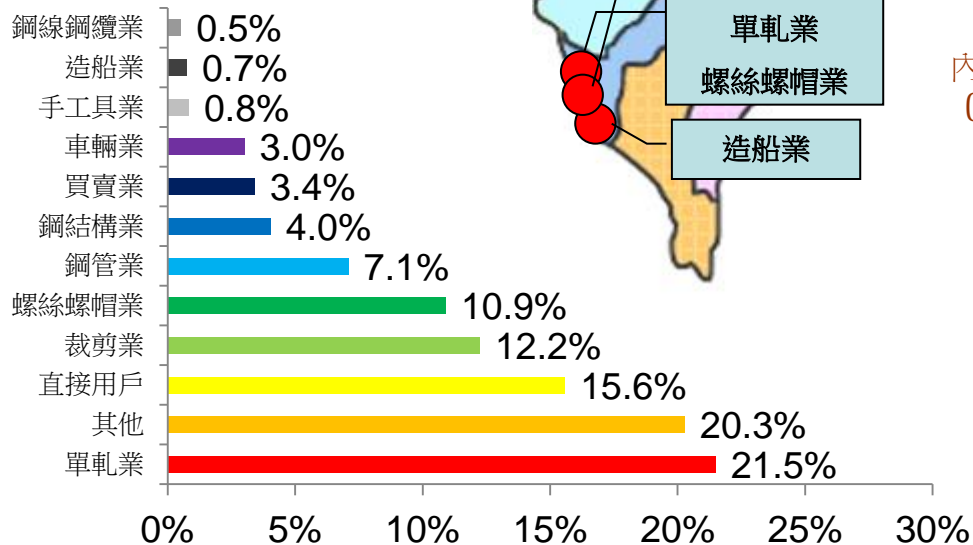 鋼線鋼纜業 0.5%
造船業 0.7%
手工具業 0.8%
車輛業 3.0%
買賣業 3.4%
鋼結構業 4.0%
鋼管業 7.1%
螺絲螺帽業 10.9%
裁剪業 12.2%
直接用戶 15.6%
其他 20.3%
單軋業 21.5%
0% 5% 10% 15% 20% 25% 30%
單軋業
螺絲螺帽業
造船業
內